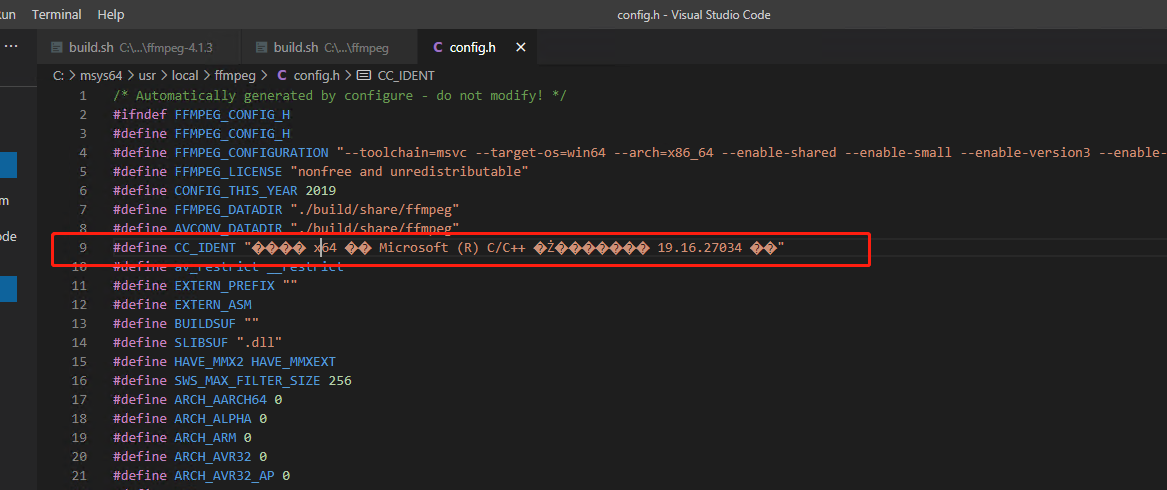 un Terminal Help
config.h - Visual Studio Code
... build.sh C:\...\ffmpeg-4.1.3 build.sh C:\...\ffmpeg C config.h ×
C: > msys64 > usr > local > ffmpeg > C config.h > CC_IDENT
1 /* Automatically generated by configure - do not modify! */
2 #ifndef FFMPEG_CONFIG_H
3 #define FFMPEG_CONFIG_H
4 #define FFMPEG_CONFIGURATION "--toolchain=msvc --target-os=win64 --arch=x86_64 --enable-shared --enable-small --enable-version3 --enable-
5 #define FFMPEG_LICENSE "nonfree and unredistributable"
6 #define CONFIG_THIS_YEAR 2019
7 #define FFMPEG_DATADIR "./build/share/ffmpeg"
m
8 #define AVCONV_DATADIR "./build/share/ffmpeg"
ode
9 #define CC_IDENT "���� x64 �� Microsoft (R) C/C++ �Ż������� 19.16.27034 ��"
10 #define av_restrict __restrict
11 #define EXTERN_PREFIX ""
12 #define EXTERN_ASM
13 #define BUILDSUF ""
14 #define SLIBSUF ".dll"
15 #define HAVE_MMX2 HAVE_MMXEXT
16 #define SWS_MAX_FILTER_SIZE 256
17 #define ARCH_AARCH64 0
18 #define ARCH_ALPHA 0
19 #define ARCH_ARM 0
20 #define ARCH_AVR32 0
21 #define ARCH_AVR32_AP 0